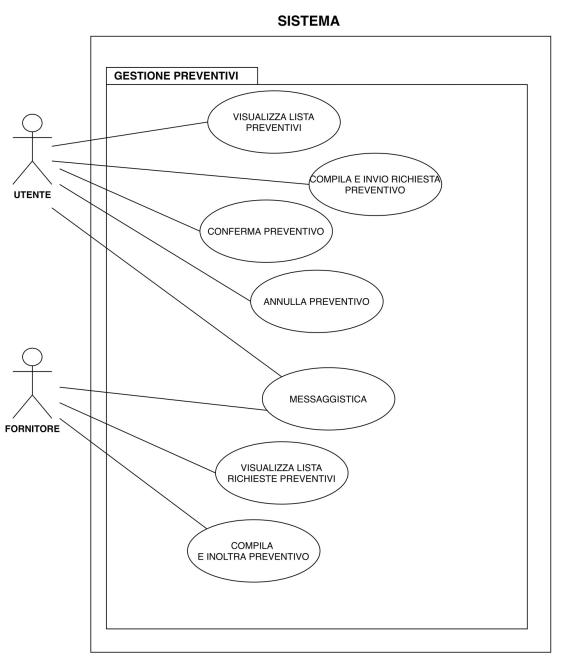 SISTEMA
GESTIONE PREVENTIVI
VISUALIZZA LISTA
PREVENTIVI
COMPILA E INVIO RICHIESTA
PREVENTIVO
UTENTE
CONFERMA PREVENTIVO
ANNULLA PREVENTIVO
MESSAGGISTICA
FORNITORE
VISUALIZZA LISTA
RICHIESTE PREVENTIVI
COMPILA
E INOLTRA PREVENTIVO